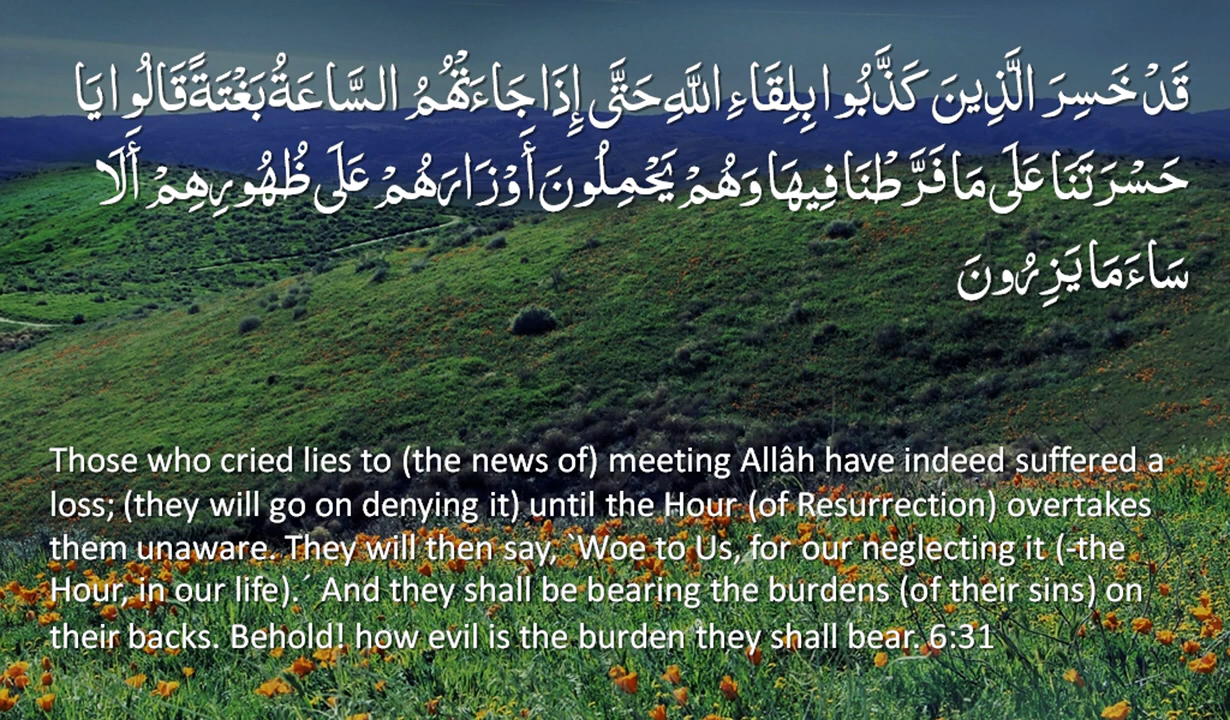 قَدْ خَسِرَ الَّذِينَ كَذَّبُوا بِلِقَاءِ اللَّهِ حَتَّى إِذَا جَاءَتْهُمُ السَّاعَةُ بَغْتَةً قَالُوا يَا
حَسْرَتَنَا عَلَى مَا فَرَّطْنَا فِيهَا وَهُمْ يَحْمِلُونَ أَوْزَارَهُمْ عَلَى ظُهُورِهِمْ أَلَا
سَاءَ مَا يَزِرُونَ
Those who cried lies to (the news of) meeting Allâh have indeed suffered a
loss; (they will go on denying it) until the Hour (of Resurrection) overtakes
them unaware. They will then say, `Woe to Us, for our neglecting it (-the
Hour, in our life).´ And they shall be bearing the burdens (of their sins) on
their backs. Behold! how evil is the burden they shall bear. 6:31